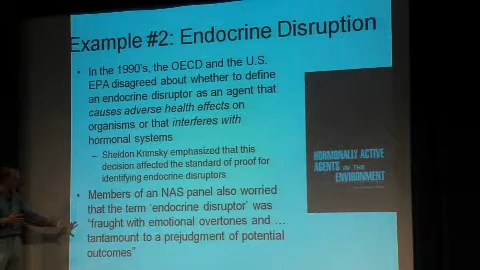 Example #2: Endocrine Disruption
• In the 1990's, the OECD and the U.S.
EPA disagreed about whether to define
an endocrine disruptor as an agent that
causes adverse health effects on
organisms or that interferes with
hormonal systems
– Sheldon Krimsky emphasized that this
decision affected the standard of proof for
identifying endocrine disruptors
• Members of an NAS panel also worried
that the term 'endocrine disruptor' was
"fraught with emotional overtones and …
tantamount to a prejudgment of potential
outcomes"
HORMONALLY ACTIVE
AGENTS IN THE
ENVIRONMENT